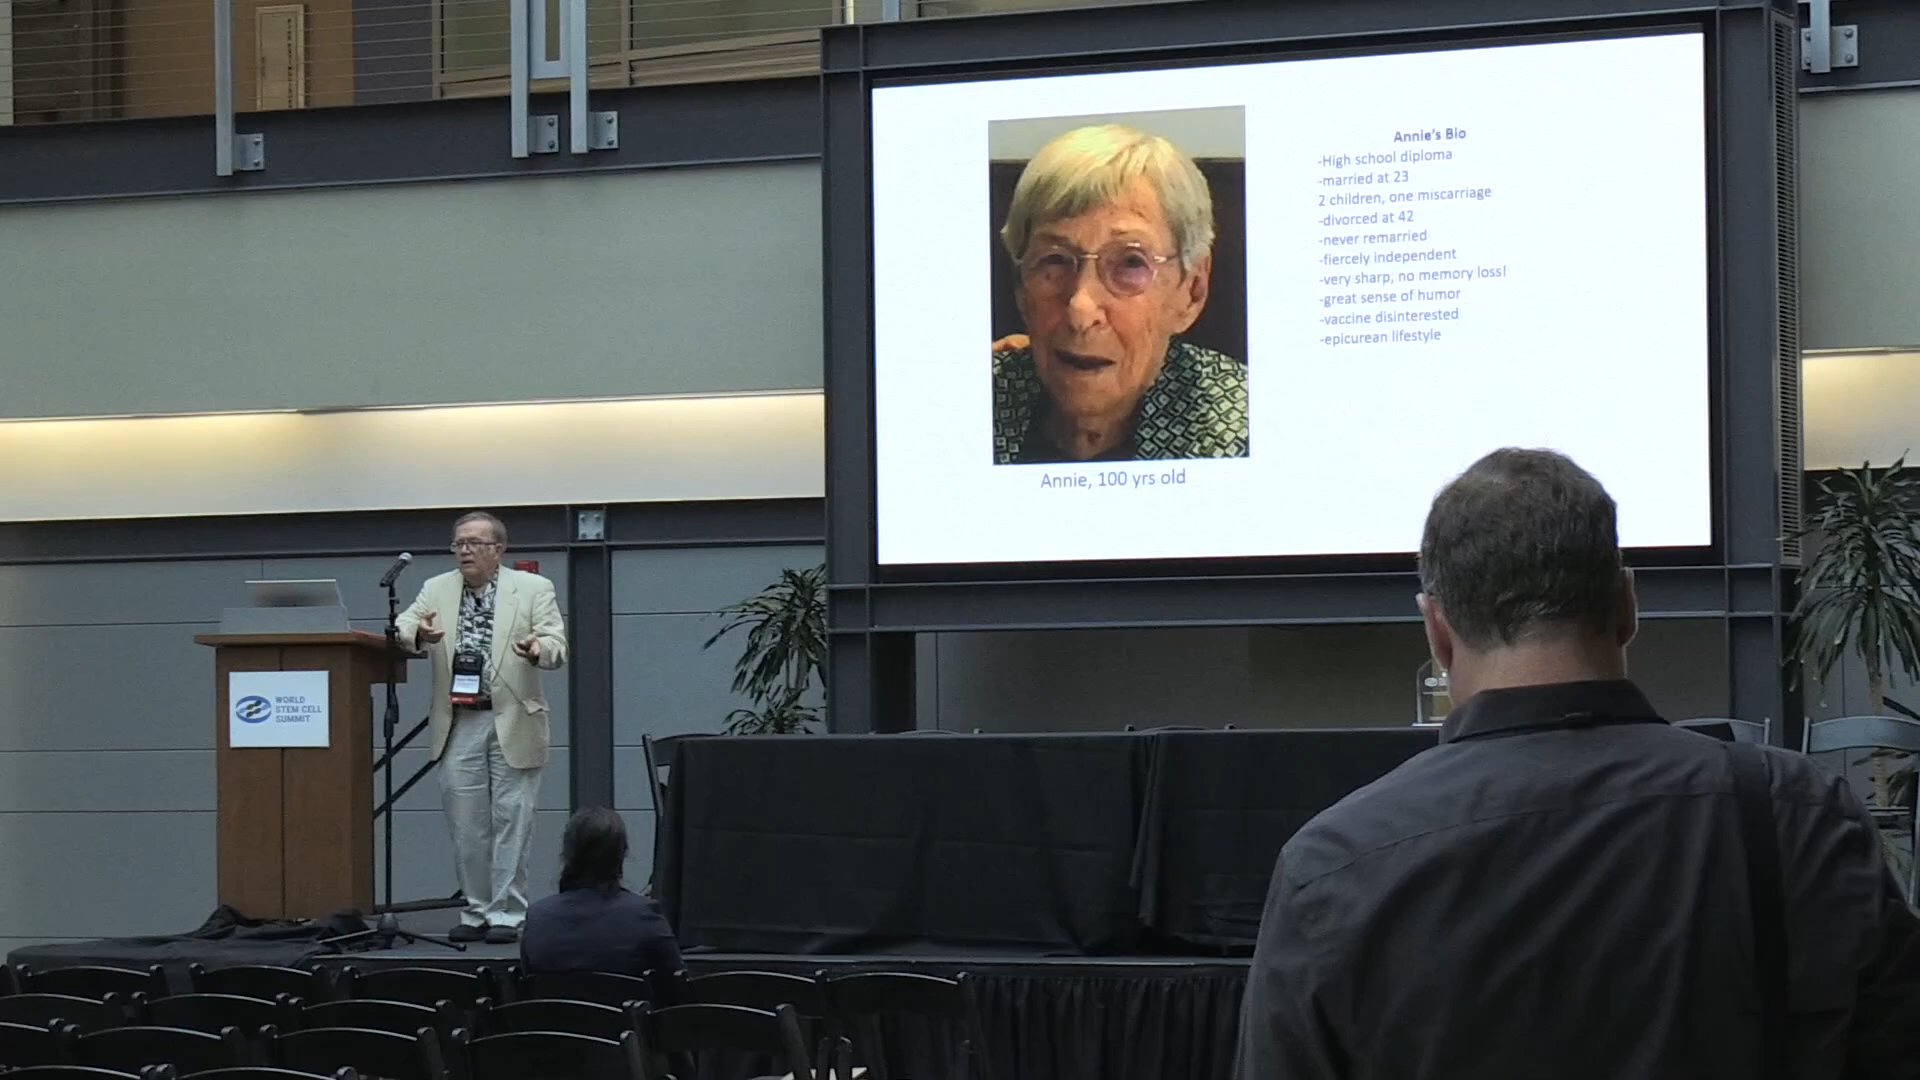 Annie's Bio
-High school diploma
-married at 23
2 children, one miscarriage
-divorced at 42
-never remarried
-fiercely independent
-very sharp, no memory loss!
-great sense of humor
-vaccine disinterested
-epicurean lifestyle
Annie, 100 yrs old
WORLD
STEM CELL
SUMMIT